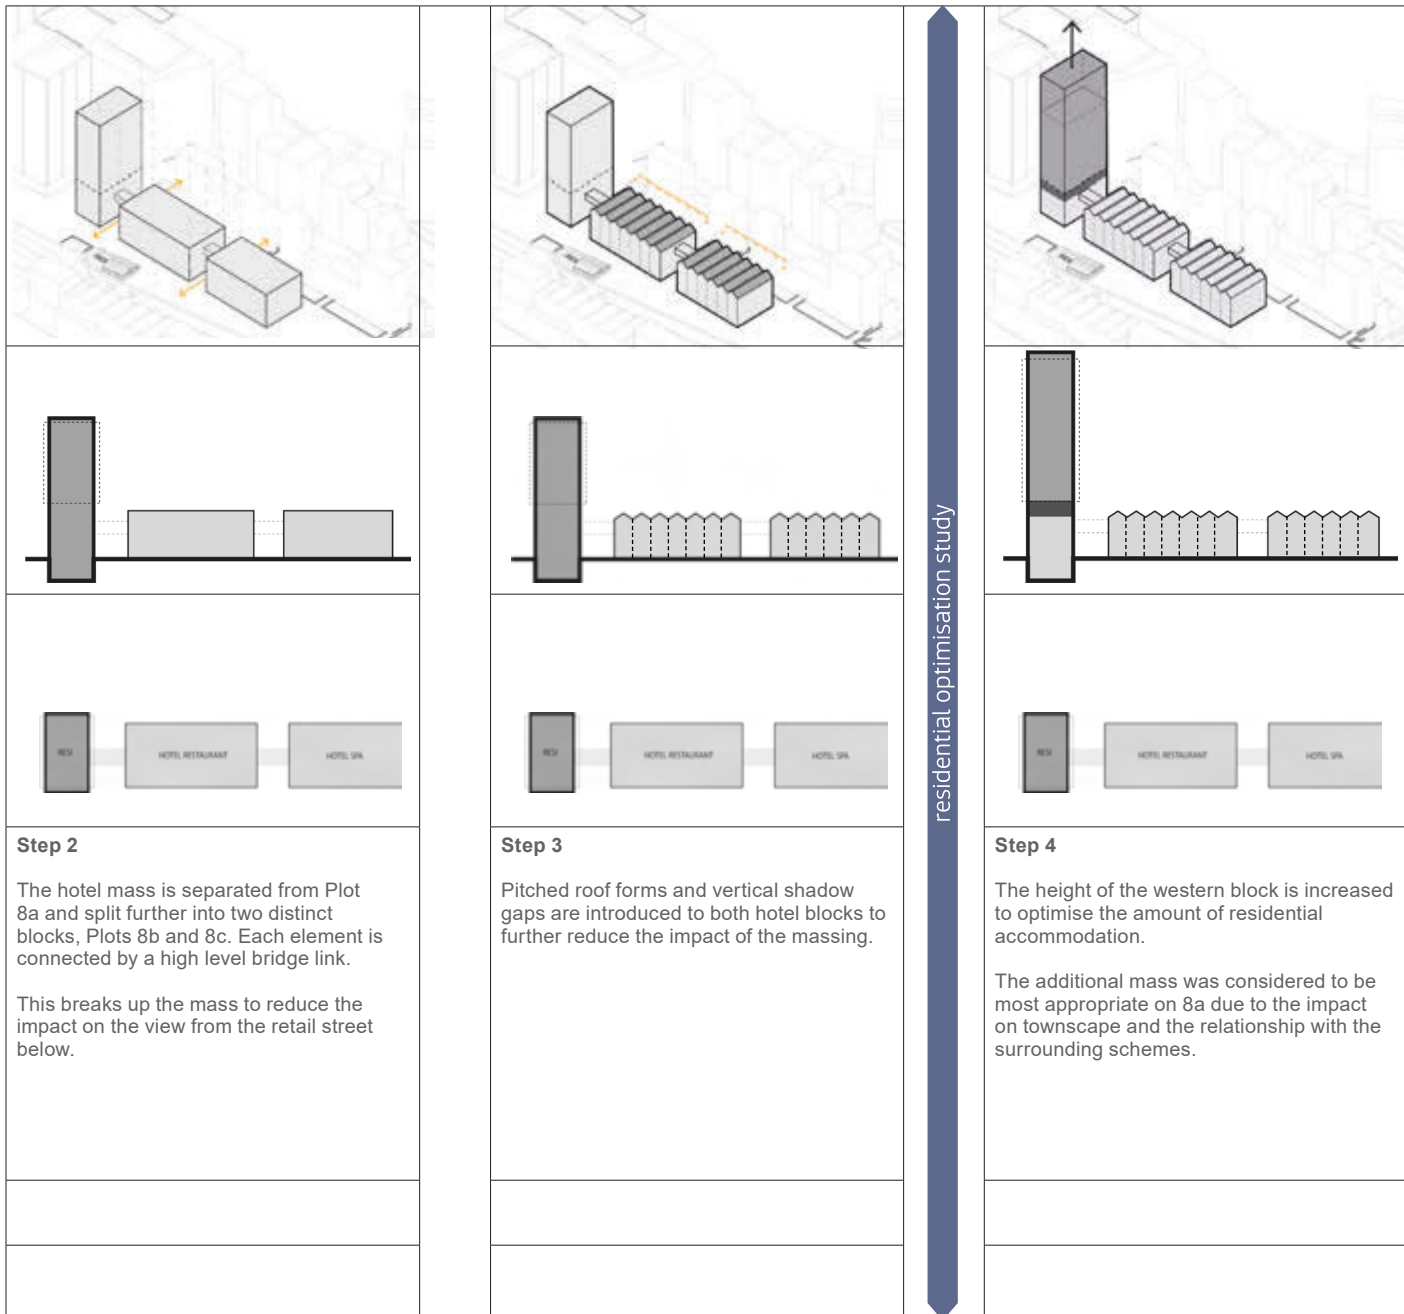 RESI
HOTEL RESTAURANT
HOTEL SPA
Step 2
The hotel mass is separated from Plot
8a and split further into two distinct
blocks, Plots 8b and 8c. Each element is
connected by a high level bridge link.
This breaks up the mass to reduce the
impact on the view from the retail street
below.
RESI
HOTEL RESTAURANT
HOTEL SPA
Step 3
Pitched roof forms and vertical shadow
gaps are introduced to both hotel blocks to
further reduce the impact of the massing.
residential optimisation study
RESI
HOTEL RESTAURANT
HOTEL SPA
Step 4
The height of the western block is increased
to optimise the amount of residential
accommodation.
The additional mass was considered to be
most appropriate on 8a due to the impact
on townscape and the relationship with the
surrounding schemes.